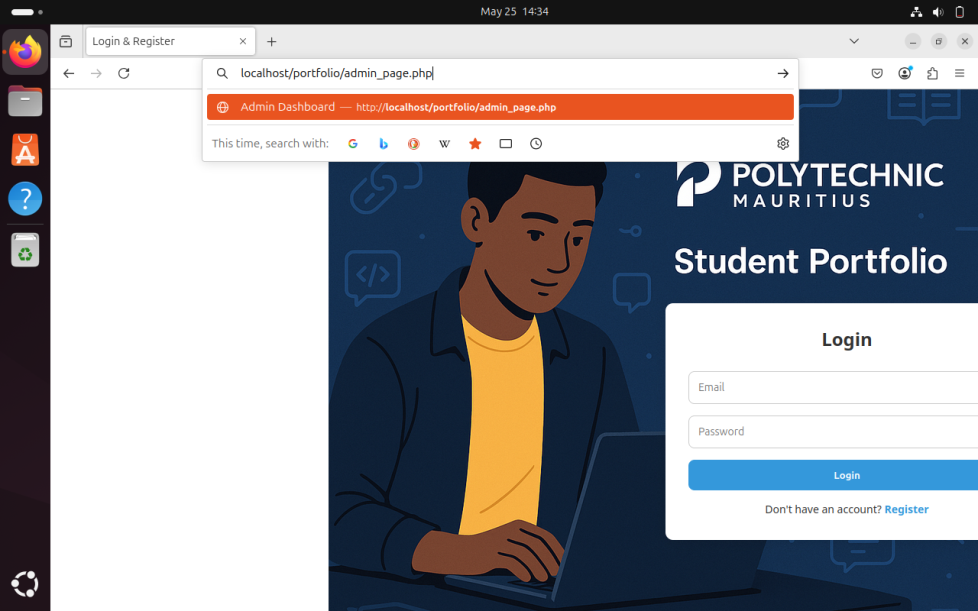 May 25 14:34
Login & Register
localhost/portfolio/admin_page.php
Admin Dashboard — http://localhost/portfolio/admin_page.php
This time, search with:
POLYTECHNIC
MAURITIUS
Student Portfolio
Login
Email
Password
Login
Don't have an account? Register